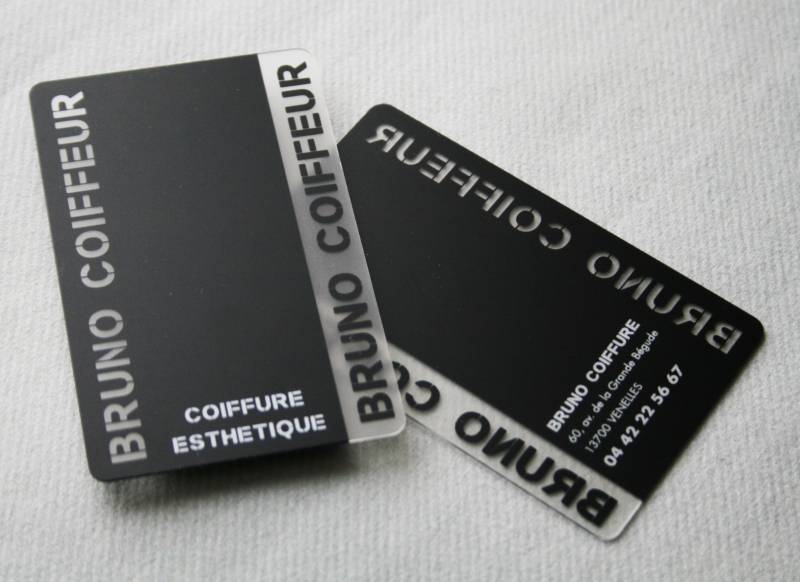 BRUNO COIFFEUR
BRUNO COIFFEUR
COIFFURE
ESTHETIQUE
BRUNO COIFFEUR
BRUNO CO
BRUNO COIFFURE
60, av. de la Grande Bégude
13700 VENELLES
04 42 22 56 67